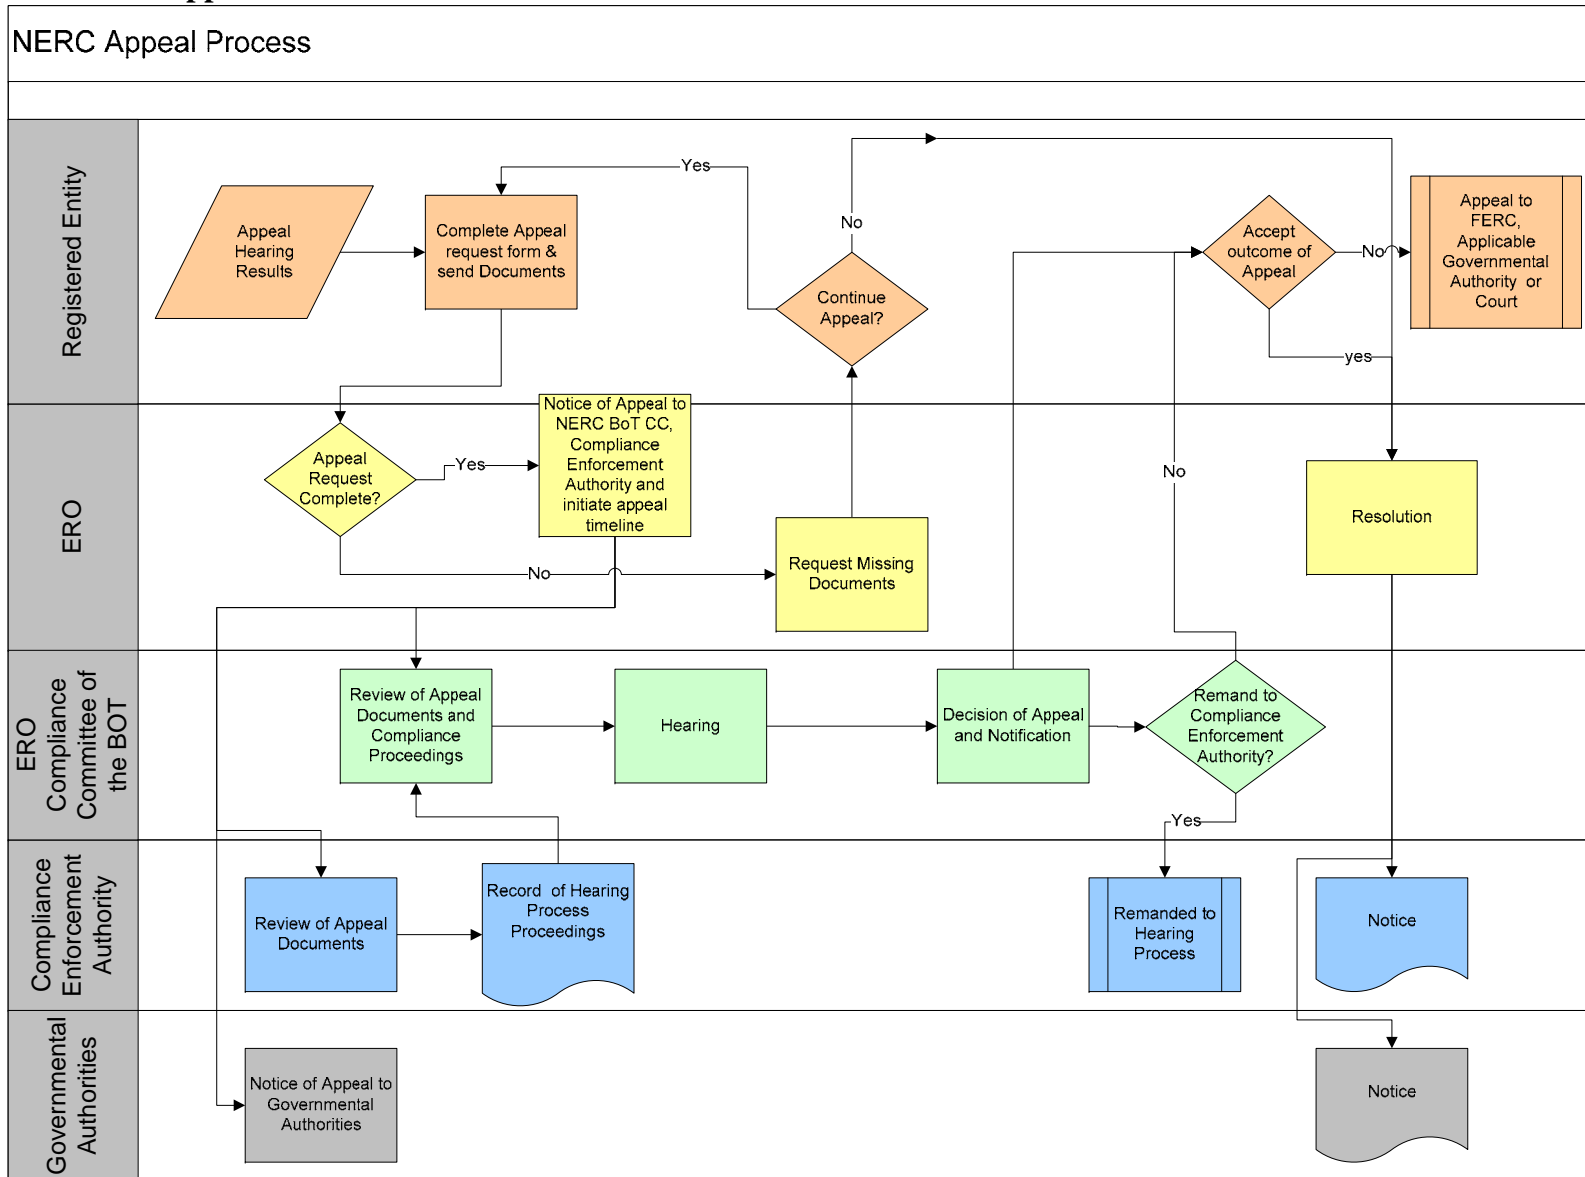 NERC Appeal Process
Registered Entity
Appeal
Hearing
Results
Complete Appeal
request form &
send Documents
Yes
Continue
Appeal?
No
Accept
outcome of
Appeal
No
yes
Appeal to
FERC,
Applicable
Governmental
Authority or
Court
ERO
Appeal
Request
Complete?
Yes
No
Notice of Appeal to
NERC BoT CC,
Compliance
Enforcement
Authority and
initiate appeal
timeline
Request Missing
Documents
No
Resolution
ERO
Compliance
Committee of
the BOT
Review of Appeal
Documents and
Compliance
Proceedings
Hearing
Decision of Appeal
and Notification
Remand to
Compliance
Enforcement
Authority?
Yes
Compliance
Enforcement
Authority
Review of Appeal
Documents
Record of Hearing
Process
Proceedings
Remanded to
Hearing
Process
Notice
Governmental
Authorities
Notice of Appeal to
Governmental
Authorities
Notice